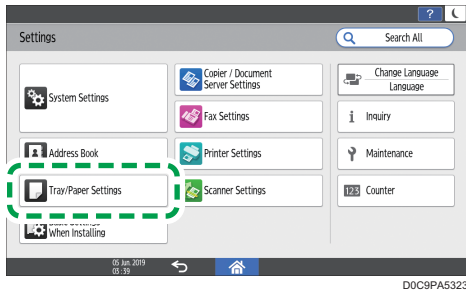 ?
Settings
Search All
System Settings
Copier / Document
Server Settings
Change Language
Language
Fax Settings
i Inquiry
Address Book
Printer Settings
Maintenance
Tray/Paper Settings
Scanner Settings
123 Counter
When Installing
05 Jun. 2019
03:39
D0C9PA5323